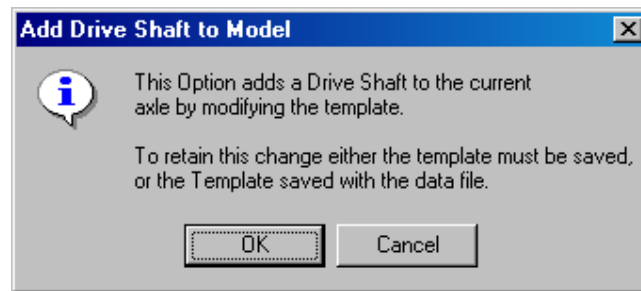 Add Drive Shaft to Model
This Option adds a Drive Shaft to the current
axle by modifying the template.
To retain this change either the template must be saved,
or the Template saved with the data file.
OK Cancel